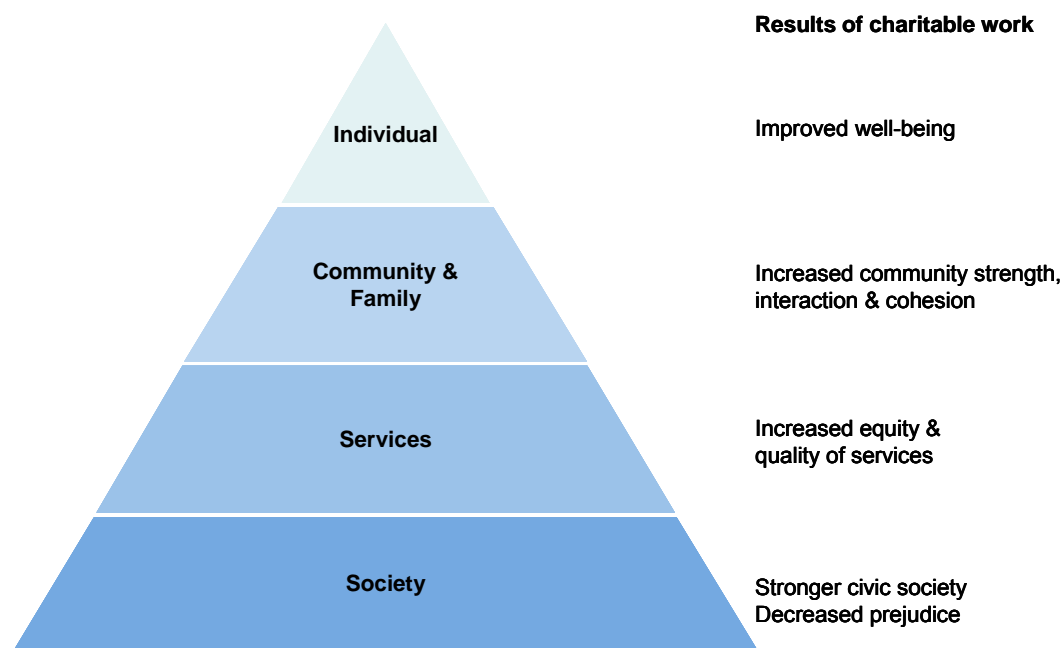 Results of charitable work
Individual
Improved well-being
Community &
Family
Increased community strength,
interaction & cohesion
Services
Increased equity &
quality of services
Society
Stronger civic society
Decreased prejudice